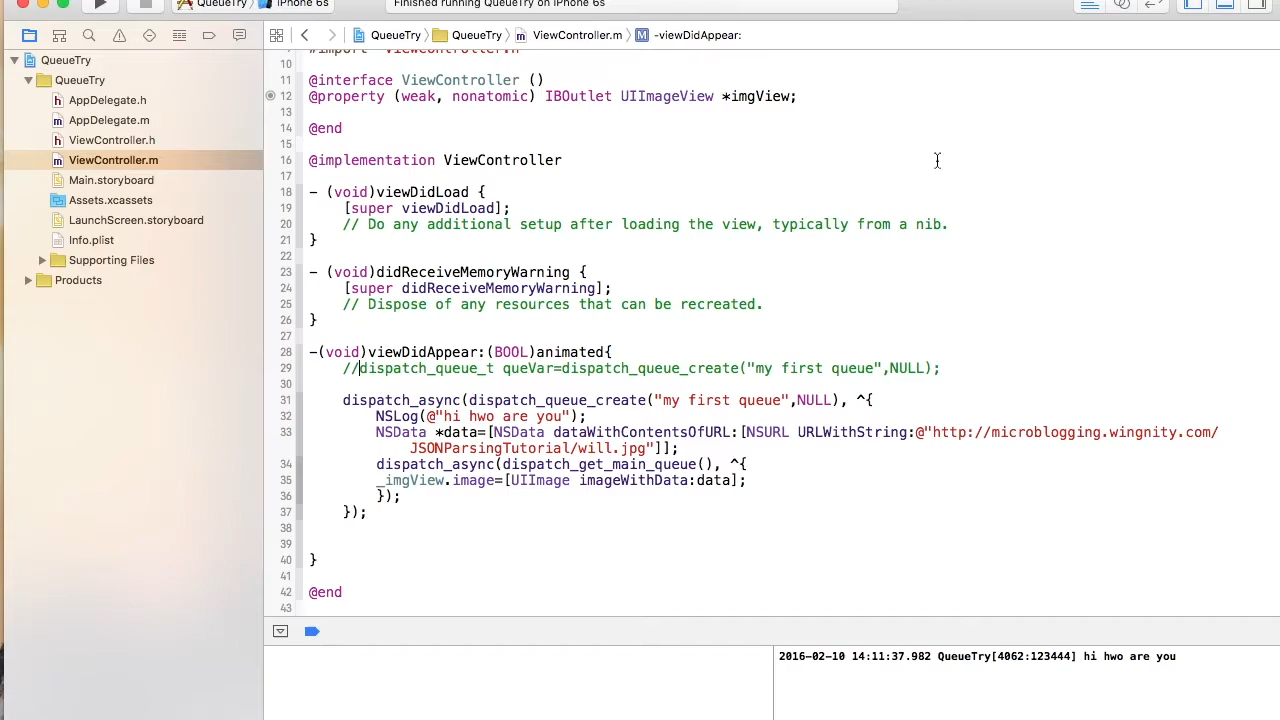 QueueTry
iPhone 6s
Finished running QueueTry on iPhone 6s
QueueTry
QueueTry
ViewController.m
-viewDidAppear:
QueueTry
QueueTry
AppDelegate.h
AppDelegate.m
ViewController.h
ViewController.m
Main.storyboard
Assets.xcassets
LaunchScreen.storyboard
Info.plist
Supporting Files
Products
#import "ViewController.h"
10
11 @interface ViewController ()
12 @property (weak, nonatomic) IBOutlet UIImageView *imgView;
13
14 @end
15
16 @implementation ViewController
17
18 - (void)viewDidLoad {
19 [super viewDidLoad];
20 // Do any additional setup after loading the view, typically from a nib.
21 }
22
23 - (void)didReceiveMemoryWarning {
24 [super didReceiveMemoryWarning];
25 // Dispose of any resources that can be recreated.
26 }
27
28 -(void)viewDidAppear:(BOOL)animated{
29 //dispatch_queue_t queVar=dispatch_queue_create("my first queue",NULL);
30
31 dispatch_async(dispatch_queue_create("my first queue",NULL), ^{
32 NSLog(@"hi hwo are you");
33 NSData *data=[NSData dataWithContentsOfURL:[NSURL URLWithString:@"http://microblogging.wingnity.com/
JSONParsingTutorial/will.jpg"]];
34 dispatch_async(dispatch_get_main_queue(), ^{
35 _imgView.image=[UIImage imageWithData:data];
36 });
37 });
38
39
40 }
41
42 @end
43
2016-02-10 14:11:37.982 QueueTry[4062:123444] hi hwo are you